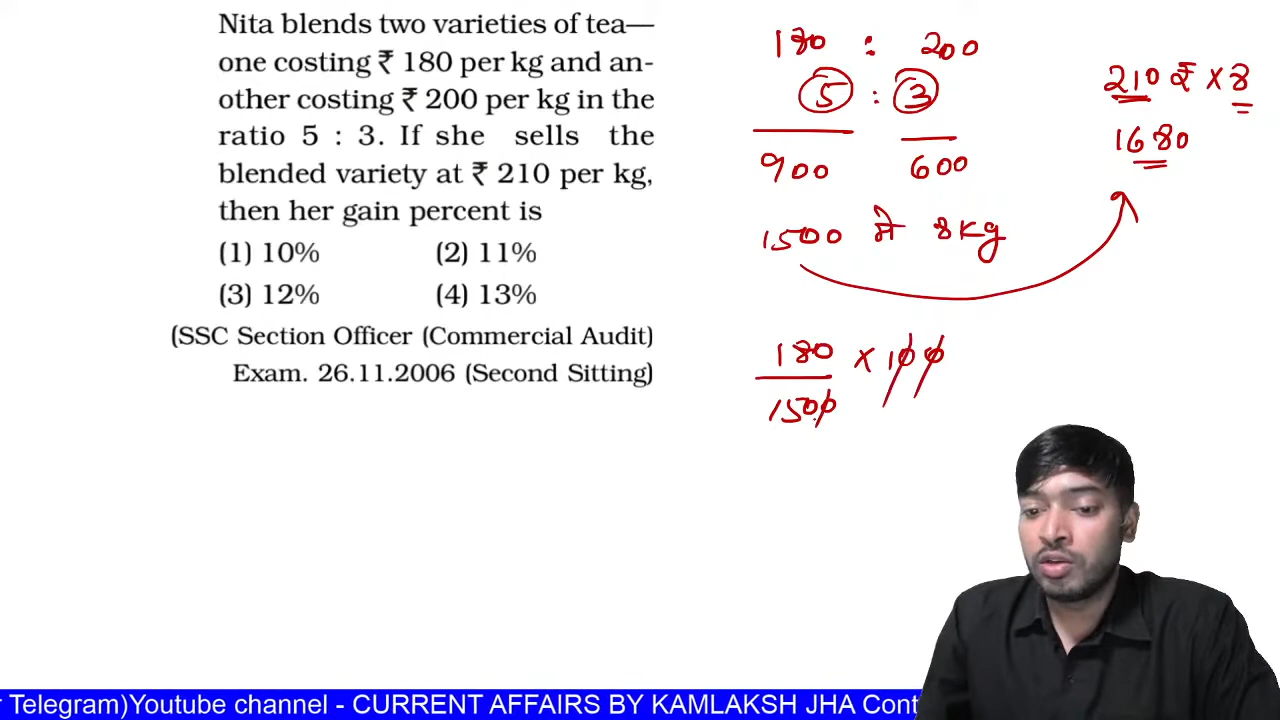 Nita blends two varieties of tea—
one costing ₹ 180 per kg and an-
other costing ₹ 200 per kg in the
ratio 5 : 3. If she sells the
blended variety at ₹ 210 per kg,
then her gain percent is
(1) 10% (2) 11%
(3) 12% (4) 13%
(SSC Section Officer (Commercial Audit)
Exam. 26.11.2006 (Second Sitting)
180 : 200
5 : 3
900 600
1500 में 8 Kg
210 ₹ × 8
1680
180 × 100
1500
r Telegram)Youtube channel - CURRENT AFFAIRS BY KAMLAKSH JHA Cont